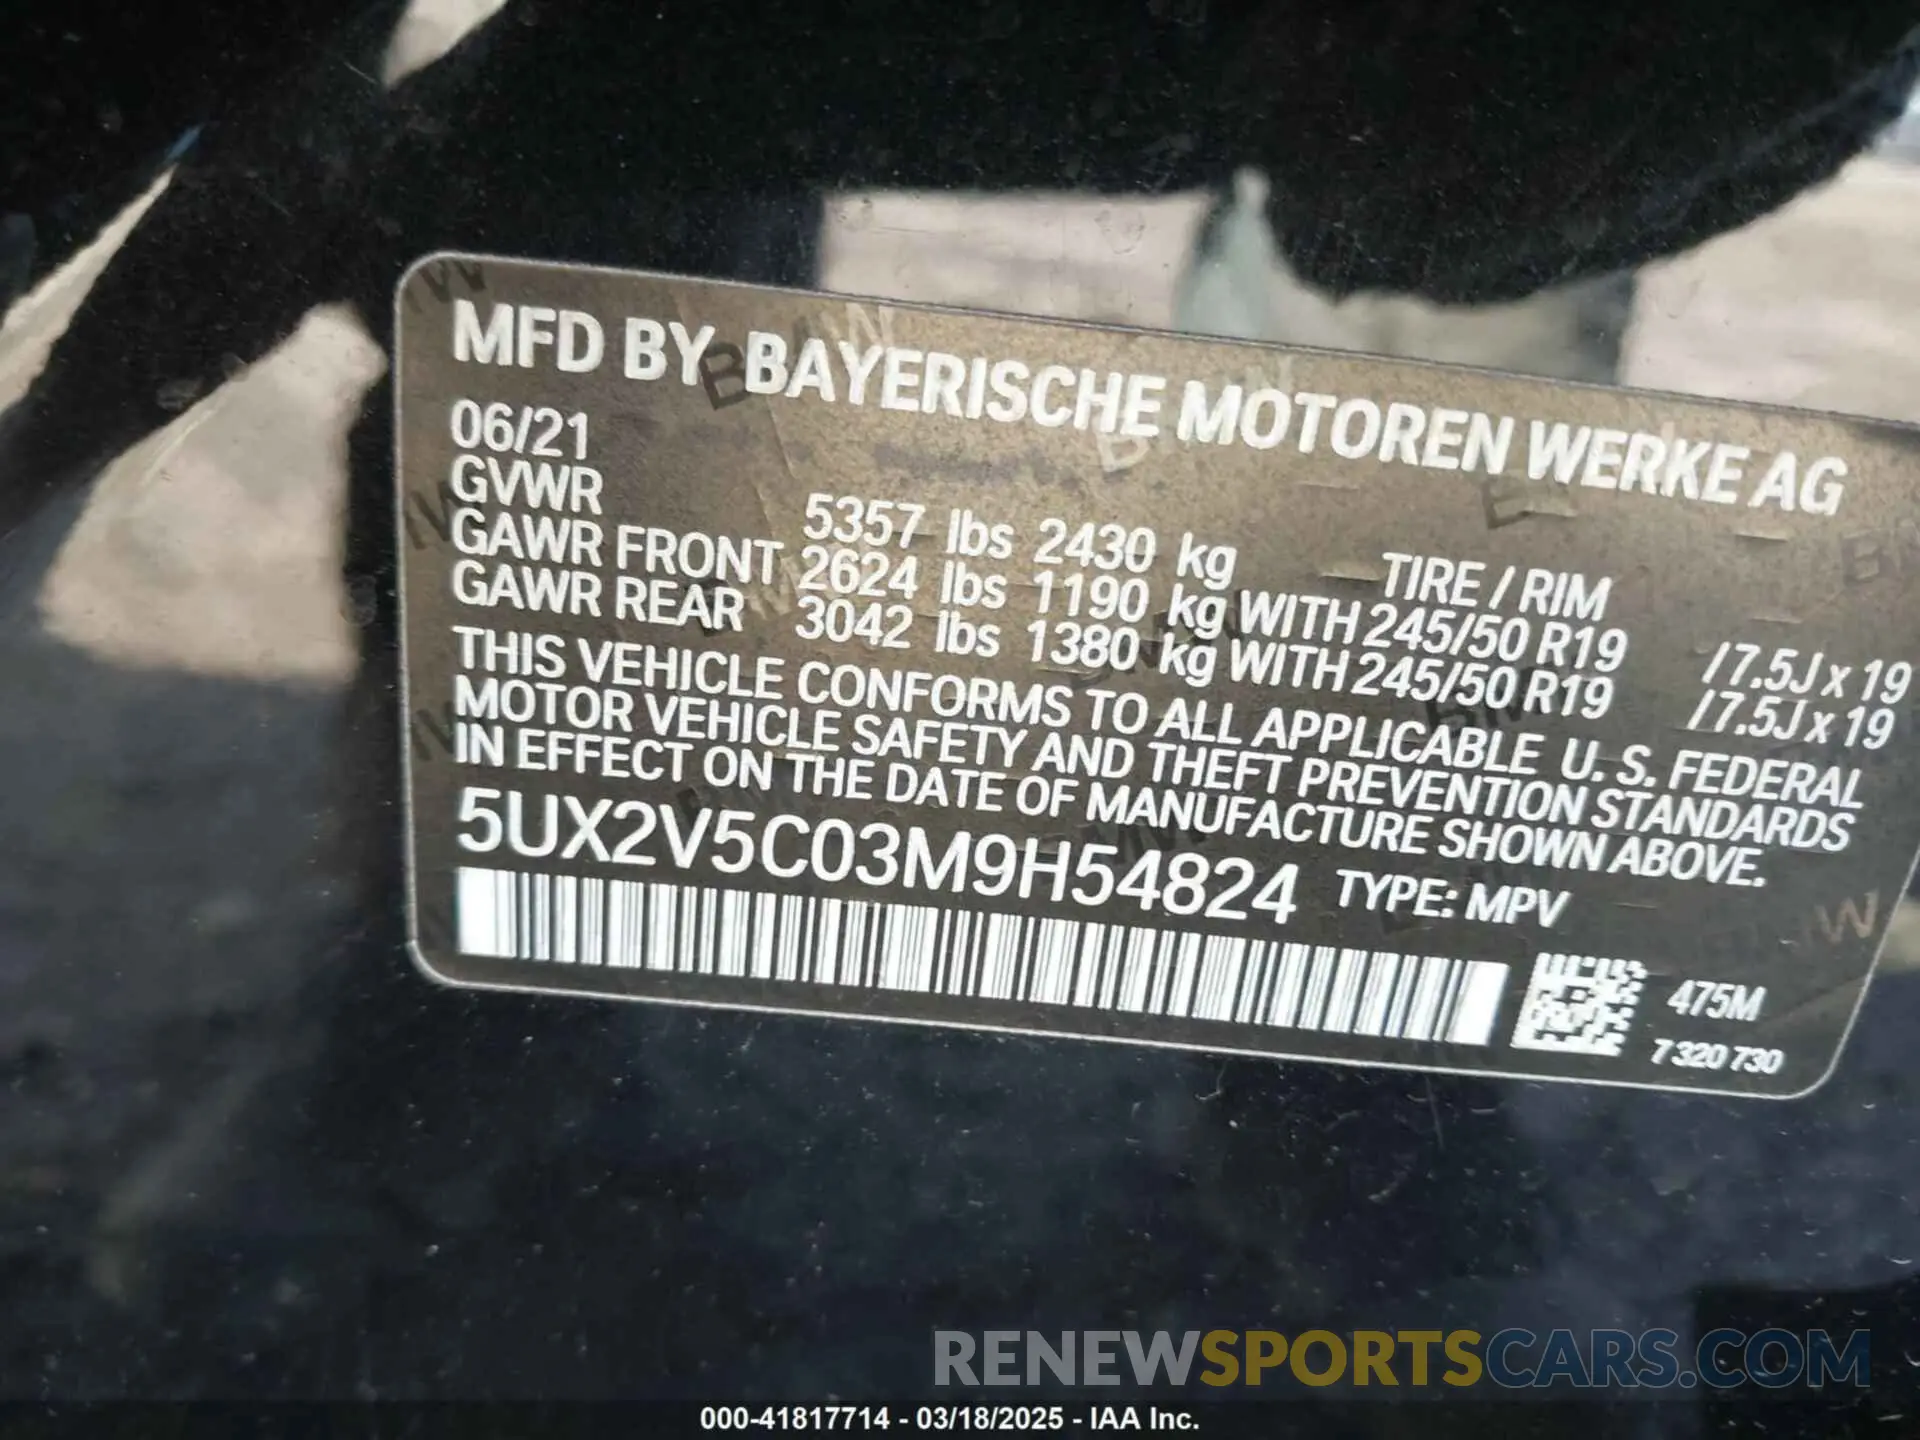 MFD BY BAYERISCHE MOTOREN WERKE AG
06/21
GVWR 5357 lbs 2430 kg TIRE / RIM
GAWR FRONT 2624 lbs 1190 kg WITH 245/50 R19 /7.5J x 19
GAWR REAR 3042 lbs 1380 kg WITH 245/50 R19 /7.5J x 19
THIS VEHICLE CONFORMS TO ALL APPLICABLE U. S. FEDERAL
MOTOR VEHICLE SAFETY AND THEFT PREVENTION STANDARDS
IN EFFECT ON THE DATE OF MANUFACTURE SHOWN ABOVE.
5UX2V5C03M9H54824 TYPE: MPV
475M
7 320 730
RENEWSPORTSCARS.COM
000-41817714 - 03/18/2025 - IAA Inc.